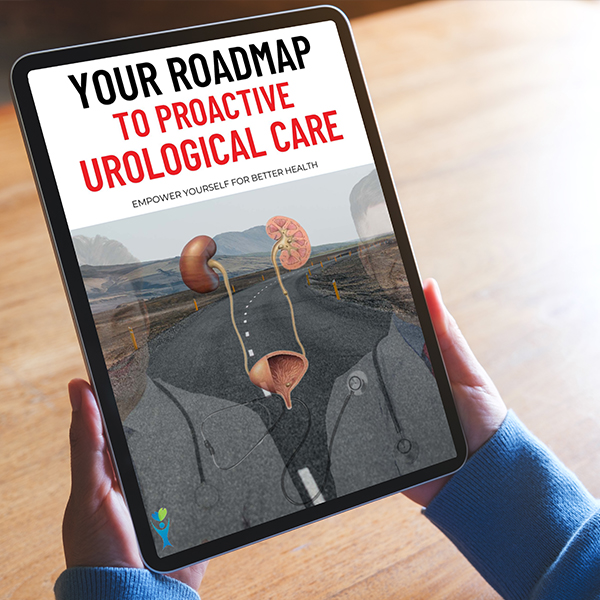 YOUR ROADMAP
TO PROACTIVE
UROLOGICAL CARE
EMPOWER YOURSELF FOR BETTER HEALTH